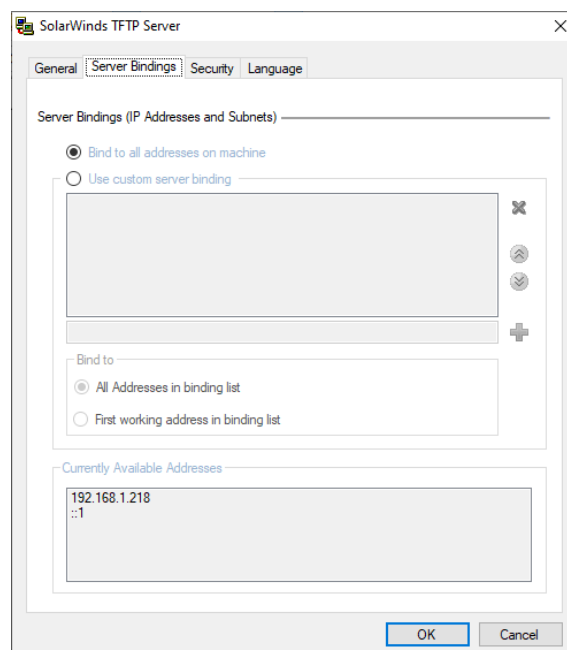 SolarWinds TFTP Server
General Server Bindings Security Language
Server Bindings (IP Addresses and Subnets)
Bind to all addresses on machine
Use custom server binding
Bind to
All Addresses in binding list
First working address in binding list
Currently Available Addresses
192.168.1.218
::1
OK Cancel